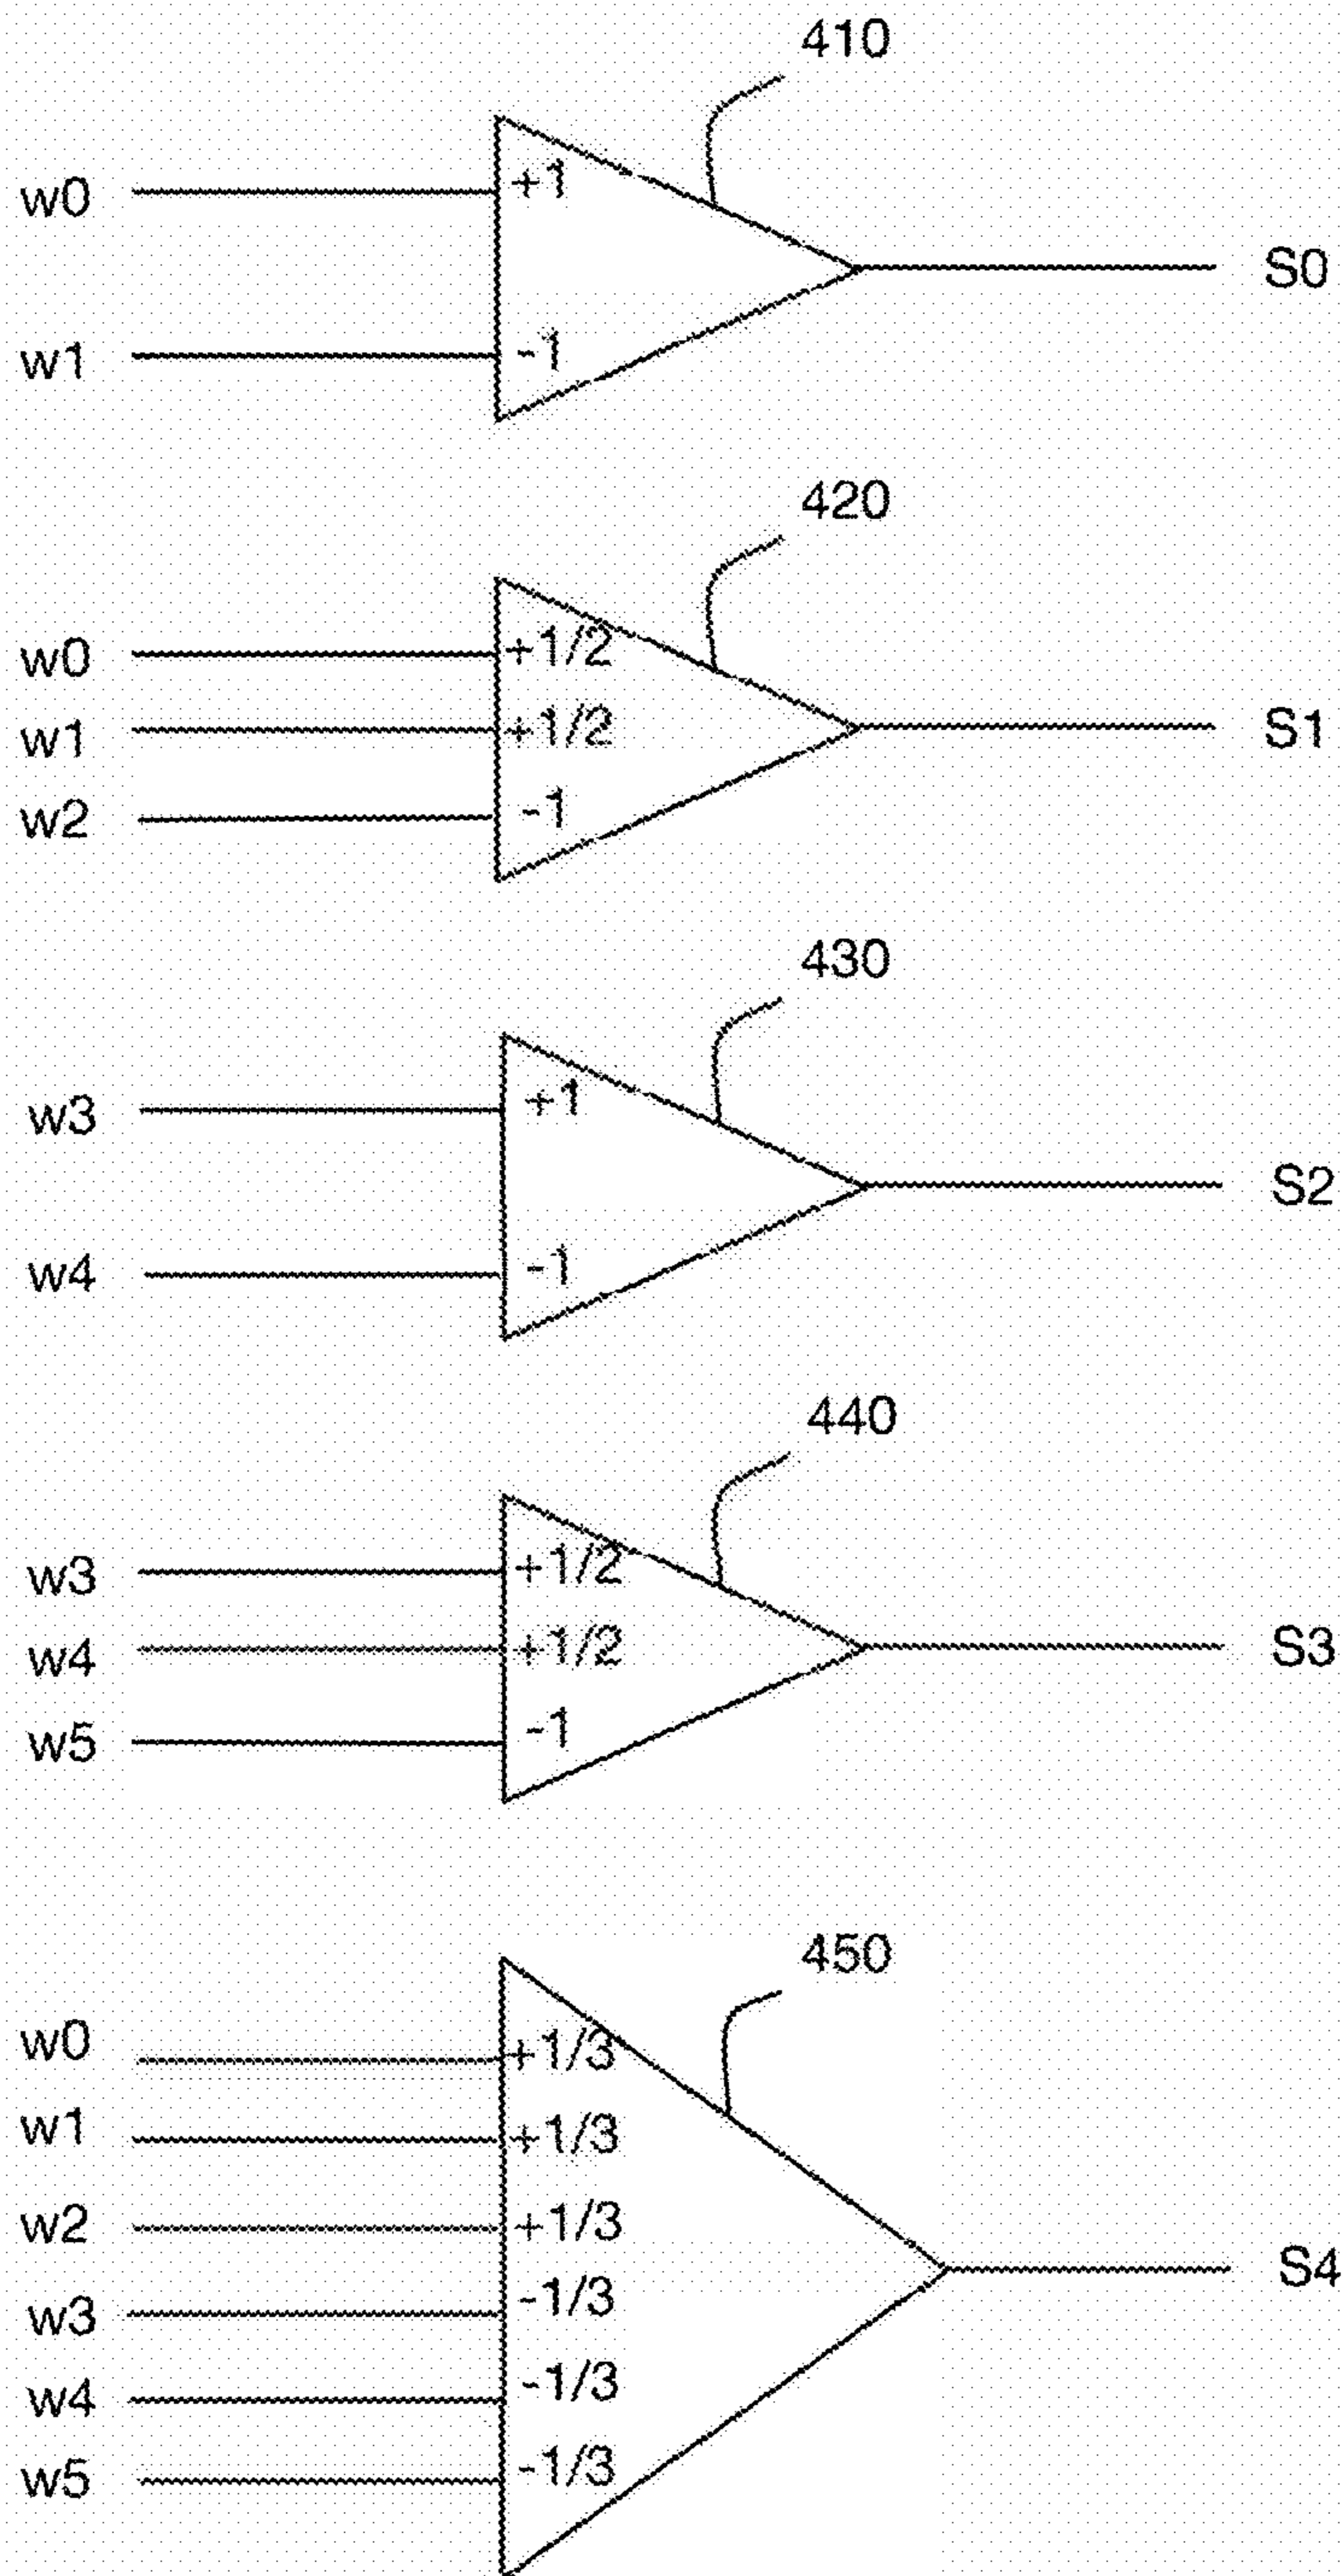 410
w0 +1
S0
w1 -1
420
w0 +1/2
w1 +1/2 S1
w2 -1
430
w3 +1
S2
w4 -1
440
w3 +1/2
w4 +1/2 S3
w5 -1
450
w0 +1/3
w1 +1/3
w2 +1/3
S4
w3 -1/3
w4 -1/3
w5 -1/3